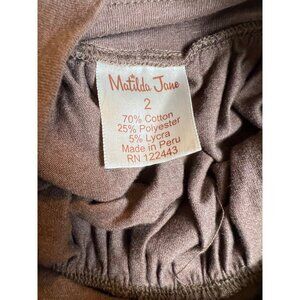 Matilda Jane
2
70% Cotton
25% Polyester
5% Lycra
Made in Peru
RN 122443